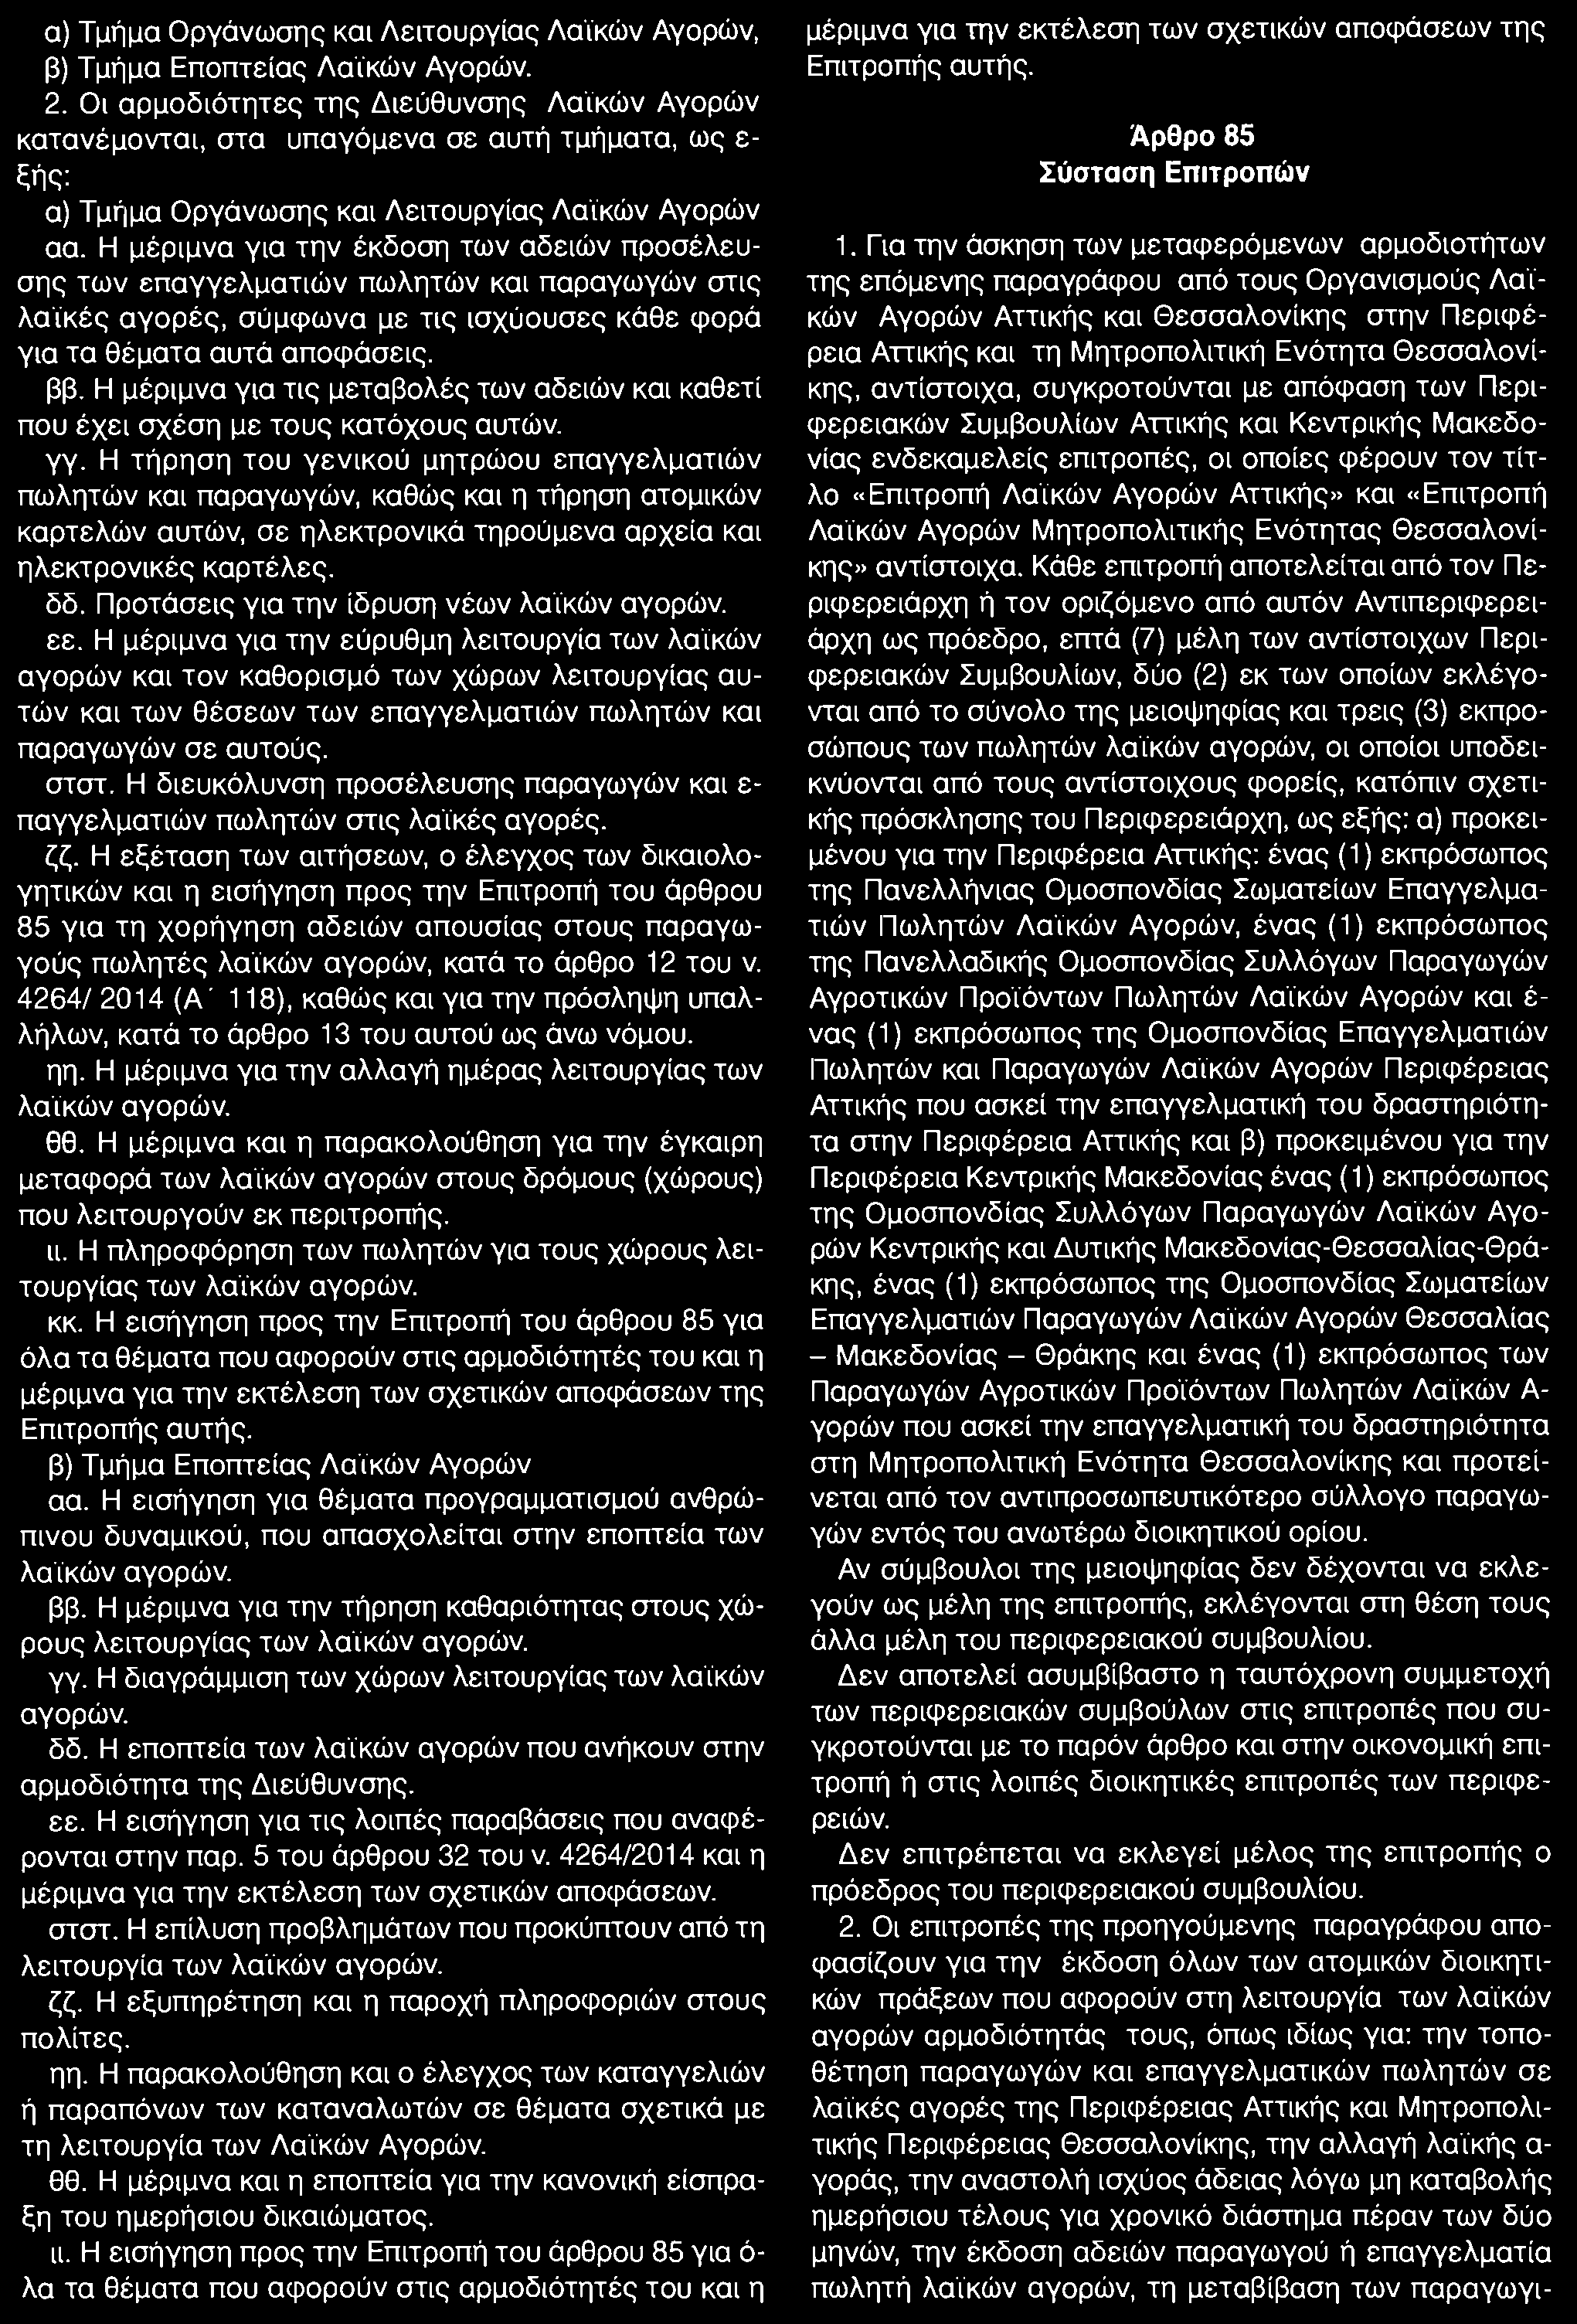 α) Τμήμα Οργάνωσης και Λειτουργίας Λαϊκών Αγορών,
β) Τμήμα Εποπτείας Λαϊκών Αγορών.
2. Οι αρμοδιότητες της Διεύθυνσης Λαϊκών Αγορών
κατανέμονται, στα υπαγόμενα σε αυτή τμήματα, ως ε-
ξής:
α) Τμήμα Οργάνωσης και Λειτουργίας Λαϊκών Αγορών
αα. Η μέριμνα για την έκδοση των αδειών προσέλευ-
σης των επαγγελματιών πωλητών και παραγωγών στις
λαϊκές αγορές, σύμφωνα με τις ισχύουσες κάθε φορά
για τα θέματα αυτά αποφάσεις.
ββ. Η μέριμνα για τις μεταβολές των αδειών και καθετί
που έχει σχέση με τους κατόχους αυτών.
γγ. Η τήρηση του γενικού μητρώου επαγγελματιών
πωλητών και παραγωγών, καθώς και η τήρηση ατομικών
καρτελών αυτών, σε ηλεκτρονικά τηρούμενα αρχεία και
ηλεκτρονικές καρτέλες.
δδ. Προτάσεις για την ίδρυση νέων λαϊκών αγορών.
εε. Η μέριμνα για την εύρυθμη λειτουργία των λαϊκών
αγορών και τον καθορισμό των χώρων λειτουργίας αυ-
τών και των θέσεων των επαγγελματιών πωλητών και
παραγωγών σε αυτούς.
στστ. Η διευκόλυνση προσέλευσης παραγωγών και ε-
παγγελματιών πωλητών στις λαϊκές αγορές.
ζζ. Η εξέταση των αιτήσεων, ο έλεγχος των δικαιολο-
γητικών και η εισήγηση προς την Επιτροπή του άρθρου
85 για τη χορήγηση αδειών απουσίας στους παραγω-
γούς πωλητές λαϊκών αγορών, κατά το άρθρο 12 του ν.
4264/ 2014 (Α΄ 118), καθώς και για την πρόσληψη υπαλ-
λήλων, κατά το άρθρο 13 του αυτού ως άνω νόμου.
ηη. Η μέριμνα για την αλλαγή ημέρας λειτουργίας των
λαϊκών αγορών.
θθ. Η μέριμνα και η παρακολούθηση για την έγκαιρη
μεταφορά των λαϊκών αγορών στους δρόμους (χώρους)
που λειτουργούν εκ περιτροπής.
ιι. Η πληροφόρηση των πωλητών για τους χώρους λει-
τουργίας των λαϊκών αγορών.
κκ. Η εισήγηση προς την Επιτροπή του άρθρου 85 για
όλα τα θέματα που αφορούν στις αρμοδιότητές του και η
μέριμνα για την εκτέλεση των σχετικών αποφάσεων της
Επιτροπής αυτής.
β) Τμήμα Εποπτείας Λαϊκών Αγορών
αα. Η εισήγηση για θέματα προγραμματισμού ανθρώ-
πινου δυναμικού, που απασχολείται στην εποπτεία των
λαϊκών αγορών.
ββ. Η μέριμνα για την τήρηση καθαριότητας στους χώ-
ρους λειτουργίας των λαϊκών αγορών.
γγ. Η διαγράμμιση των χώρων λειτουργίας των λαϊκών
αγορών.
δδ. Η εποπτεία των λαϊκών αγορών που ανήκουν στην
αρμοδιότητα της Διεύθυνσης.
εε. Η εισήγηση για τις λοιπές παραβάσεις που αναφέ-
ρονται στην παρ. 5 του άρθρου 32 του ν. 4264/2014 και η
μέριμνα για την εκτέλεση των σχετικών αποφάσεων.
στστ. Η επίλυση προβλημάτων που προκύπτουν από τη
λειτουργία των λαϊκών αγορών.
ζζ. Η εξυπηρέτηση και η παροχή πληροφοριών στους
πολίτες.
ηη. Η παρακολούθηση και ο έλεγχος των καταγγελιών
ή παραπόνων των καταναλωτών σε θέματα σχετικά με
τη λειτουργία των Λαϊκών Αγορών.
θθ. Η μέριμνα και η εποπτεία για την κανονική είσπρα-
ξη του ημερήσιου δικαιώματος.
ιι. Η εισήγηση προς την Επιτροπή του άρθρου 85 για ό-
λα τα θέματα που αφορούν στις αρμοδιότητές του και η
μέριμνα για την εκτέλεση των σχετικών αποφάσεων της
Επιτροπής αυτής.
Άρθρο 85
Σύσταση Επιτροπών
1. Για την άσκηση των μεταφερόμενων αρμοδιοτήτων
της επόμενης παραγράφου από τους Οργανισμούς Λαϊ-
κών Αγορών Αττικής και Θεσσαλονίκης στην Περιφέ-
ρεια Αττικής και τη Μητροπολιτική Ενότητα Θεσσαλονί-
κης, αντίστοιχα, συγκροτούνται με απόφαση των Περι-
φερειακών Συμβουλίων Αττικής και Κεντρικής Μακεδο-
νίας ενδεκαμελείς επιτροπές, οι οποίες φέρουν τον τίτ-
λο «Επιτροπή Λαϊκών Αγορών Αττικής» και «Επιτροπή
Λαϊκών Αγορών Μητροπολιτικής Ενότητας Θεσσαλονί-
κης» αντίστοιχα. Κάθε επιτροπή αποτελείται από τον Πε-
ριφερειάρχη ή τον οριζόμενο από αυτόν Αντιπεριφερει-
άρχη ως πρόεδρο, επτά (7) μέλη των αντίστοιχων Περι-
φερειακών Συμβουλίων, δύο (2) εκ των οποίων εκλέγο-
νται από το σύνολο της μειοψηφίας και τρεις (3) εκπρο-
σώπους των πωλητών λαϊκών αγορών, οι οποίοι υποδει-
κνύονται από τους αντίστοιχους φορείς, κατόπιν σχετι-
κής πρόσκλησης του Περιφερειάρχη, ως εξής: α) προκει-
μένου για την Περιφέρεια Αττικής: ένας (1) εκπρόσωπος
της Πανελλήνιας Ομοσπονδίας Σωματείων Επαγγελμα-
τιών Πωλητών Λαϊκών Αγορών, ένας (1) εκπρόσωπος
της Πανελλαδικής Ομοσπονδίας Συλλόγων Παραγωγών
Αγροτικών Προϊόντων Πωλητών Λαϊκών Αγορών και έ-
νας (1) εκπρόσωπος της Ομοσπονδίας Επαγγελματιών
Πωλητών και Παραγωγών Λαϊκών Αγορών Περιφέρειας
Αττικής που ασκεί την επαγγελματική του δραστηριότη-
τα στην Περιφέρεια Αττικής και β) προκειμένου για την
Περιφέρεια Κεντρικής Μακεδονίας ένας (1) εκπρόσωπος
της Ομοσπονδίας Συλλόγων Παραγωγών Λαϊκών Αγο-
ρών Κεντρικής και Δυτικής Μακεδονίας-Θεσσαλίας-Θρά-
κης, ένας (1) εκπρόσωπος της Ομοσπονδίας Σωματείων
Επαγγελματιών Παραγωγών Λαϊκών Αγορών Θεσσαλίας
– Μακεδονίας – Θράκης και ένας (1) εκπρόσωπος των
Παραγωγών Αγροτικών Προϊόντων Πωλητών Λαϊκών Α-
γορών που ασκεί την επαγγελματική του δραστηριότητα
στη Μητροπολιτική Ενότητα Θεσσαλονίκης και προτεί-
νεται από τον αντιπροσωπευτικότερο σύλλογο παραγω-
γών εντός του ανωτέρω διοικητικού ορίου.
Αν σύμβουλοι της μειοψηφίας δεν δέχονται να εκλε-
γούν ως μέλη της επιτροπής, εκλέγονται στη θέση τους
άλλα μέλη του περιφερειακού συμβουλίου.
Δεν αποτελεί ασυμβίβαστο η ταυτόχρονη συμμετοχή
των περιφερειακών συμβούλων στις επιτροπές που συ-
γκροτούνται με το παρόν άρθρο και στην οικονομική επι-
τροπή ή στις λοιπές διοικητικές επιτροπές των περιφε-
ρειών.
Δεν επιτρέπεται να εκλεγεί μέλος της επιτροπής ο
πρόεδρος του περιφερειακού συμβουλίου.
2. Οι επιτροπές της προηγούμενης παραγράφου απο-
φασίζουν για την έκδοση όλων των ατομικών διοικητι-
κών πράξεων που αφορούν στη λειτουργία των λαϊκών
αγορών αρμοδιότητάς τους, όπως ιδίως για: την τοπο-
θέτηση παραγωγών και επαγγελματικών πωλητών σε
λαϊκές αγορές της Περιφέρειας Αττικής και Μητροπολι-
τικής Περιφέρειας Θεσσαλονίκης, την αλλαγή λαϊκής α-
γοράς, την αναστολή ισχύος άδειας λόγω μη καταβολής
ημερήσιου τέλους για χρονικό διάστημα πέραν των δύο
μηνών, την έκδοση αδειών παραγωγού ή επαγγελματία
πωλητή λαϊκών αγορών, τη μεταβίβαση των παραγωγι-